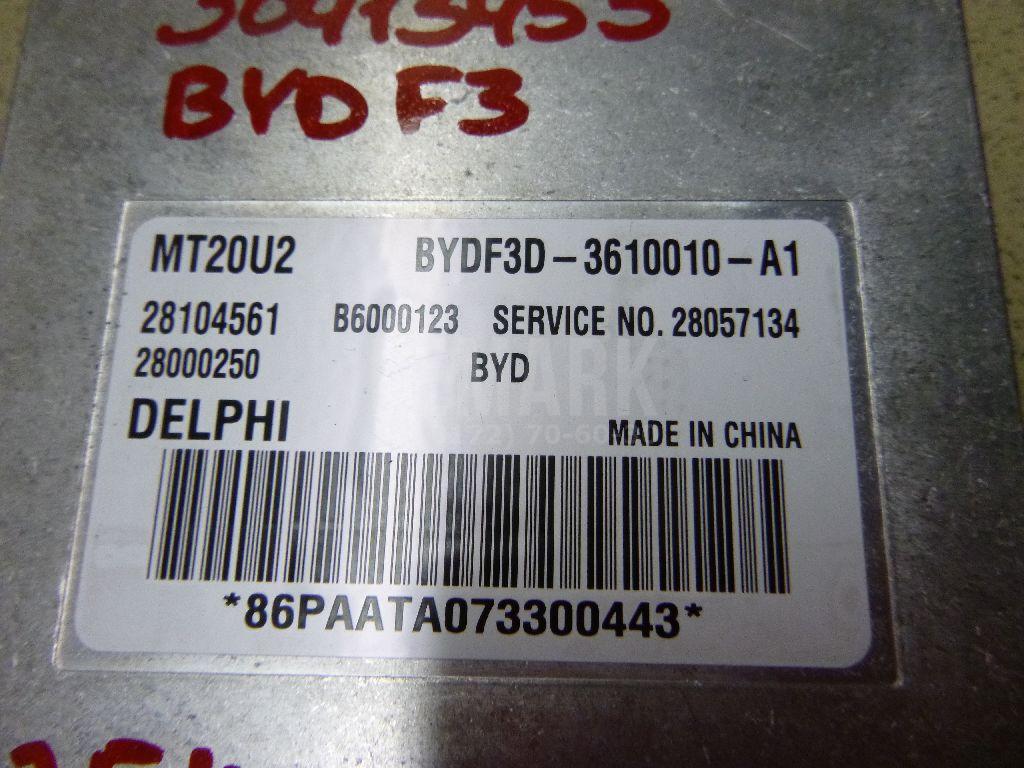 BYD F3
MT20U2 BYDF3D-3610010-A1
28104561 B6000123 SERVICE NO. 28057134
28000250 BYD
DELPHI MADE IN CHINA
*86PAATA073300443*